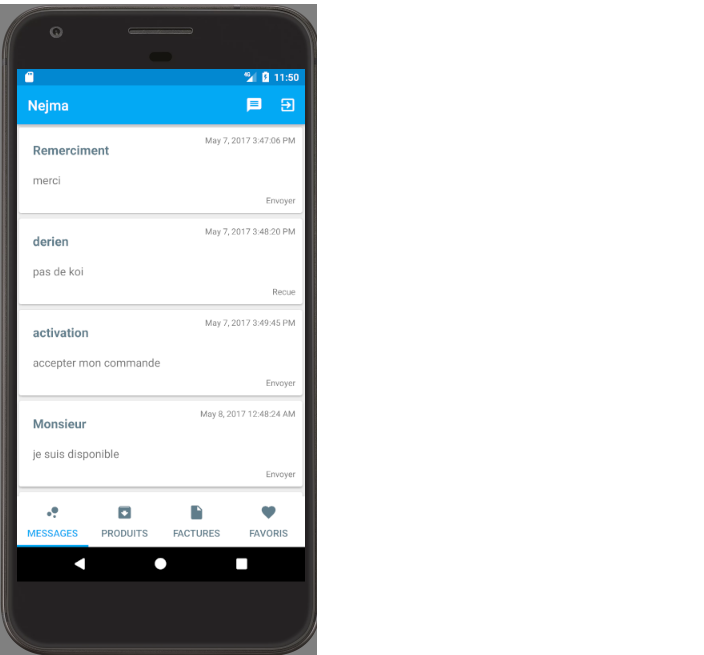 4G 11:50
Nejma
May 7, 2017 3:47:06 PM
Remerciment
merci
Envoyer
May 7, 2017 3:48:20 PM
derien
pas de koi
Recue
May 7, 2017 3:49:45 PM
activation
accepter mon commande
Envoyer
May 8, 2017 12:48:24 AM
Monsieur
je suis disponible
Envoyer
MESSAGES PRODUITS FACTURES FAVORIS